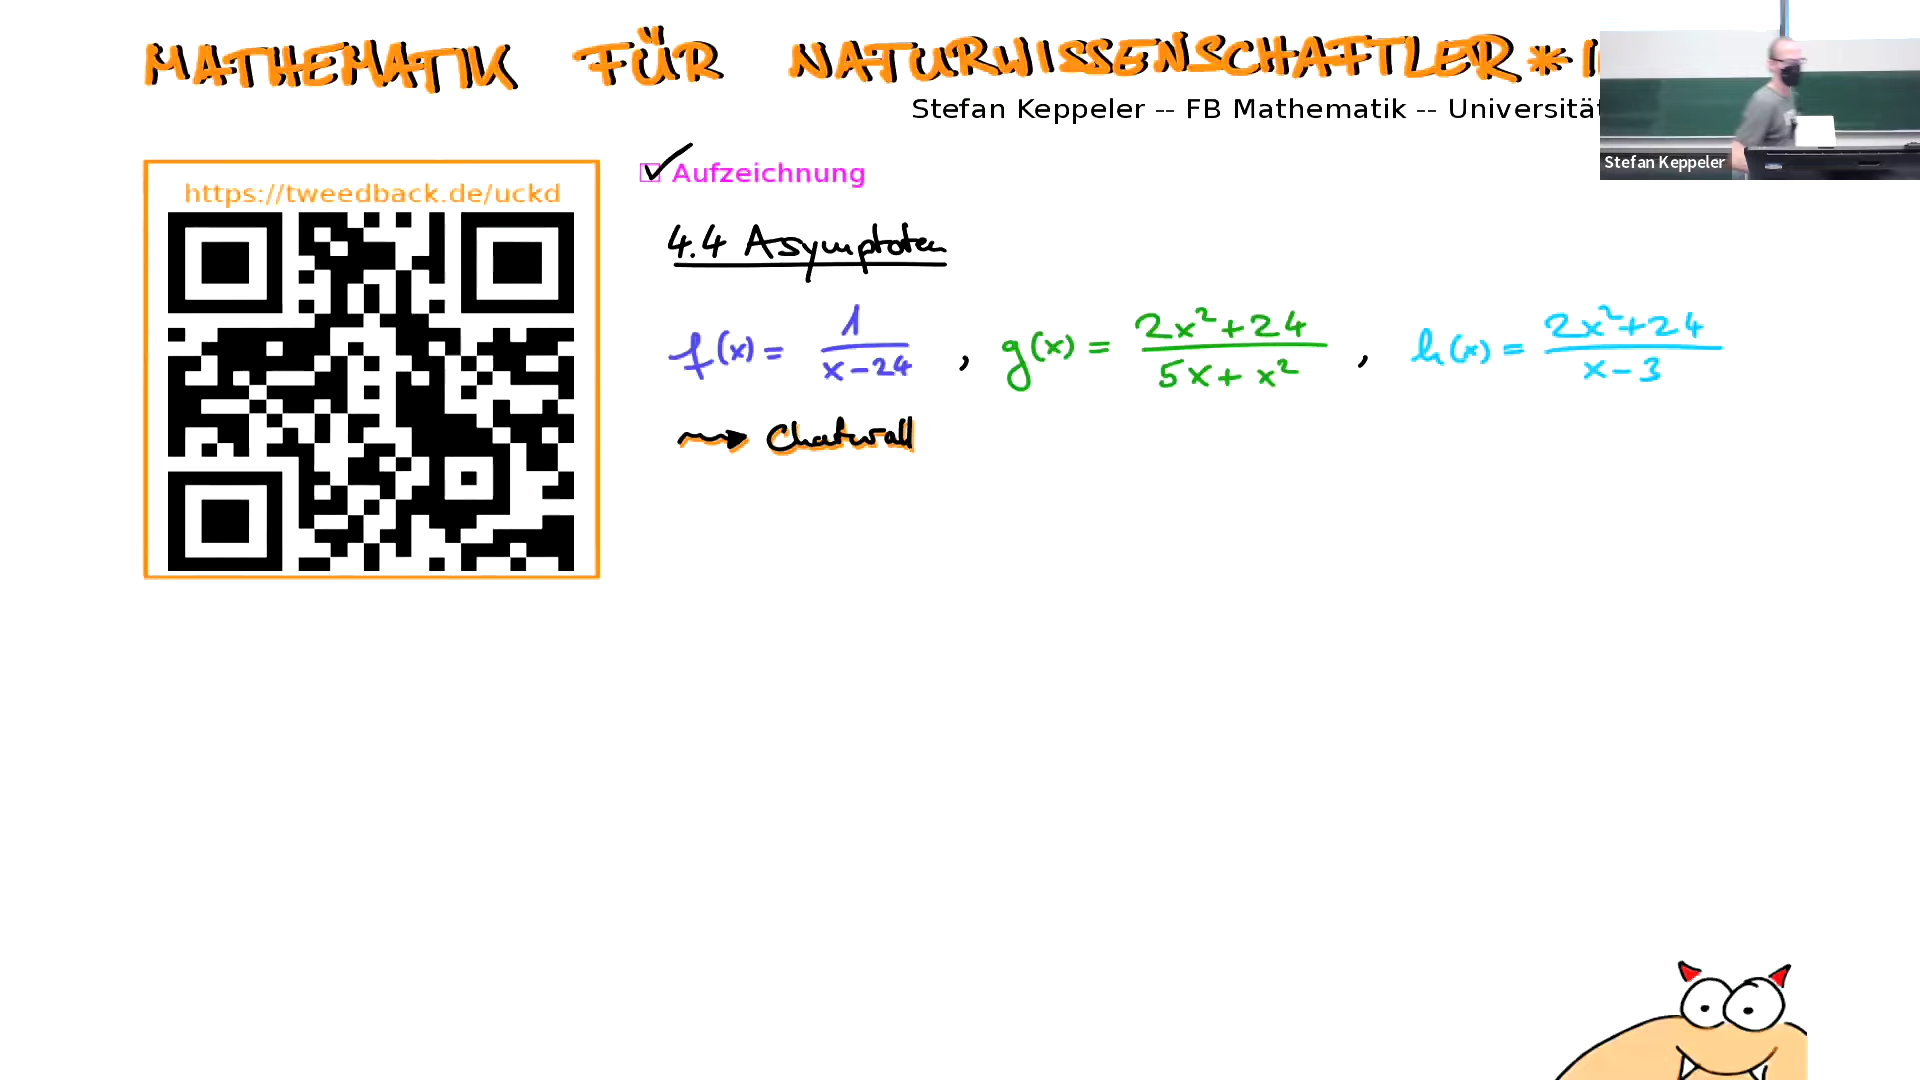 MATHEMATIK FÜR NATURWISSENSCHAFTLER*I
Stefan Keppeler -- FB Mathematik -- Universität
Stefan Keppeler
https://tweedback.de/uckd
Aufzeichnung
4.4 Asymptoten
f(x) = 1/(x-24) , g(x) = (2x²+24)/(5x+x²) , h(x) = (2x²+24)/(x-3)
⇝ Chatwall